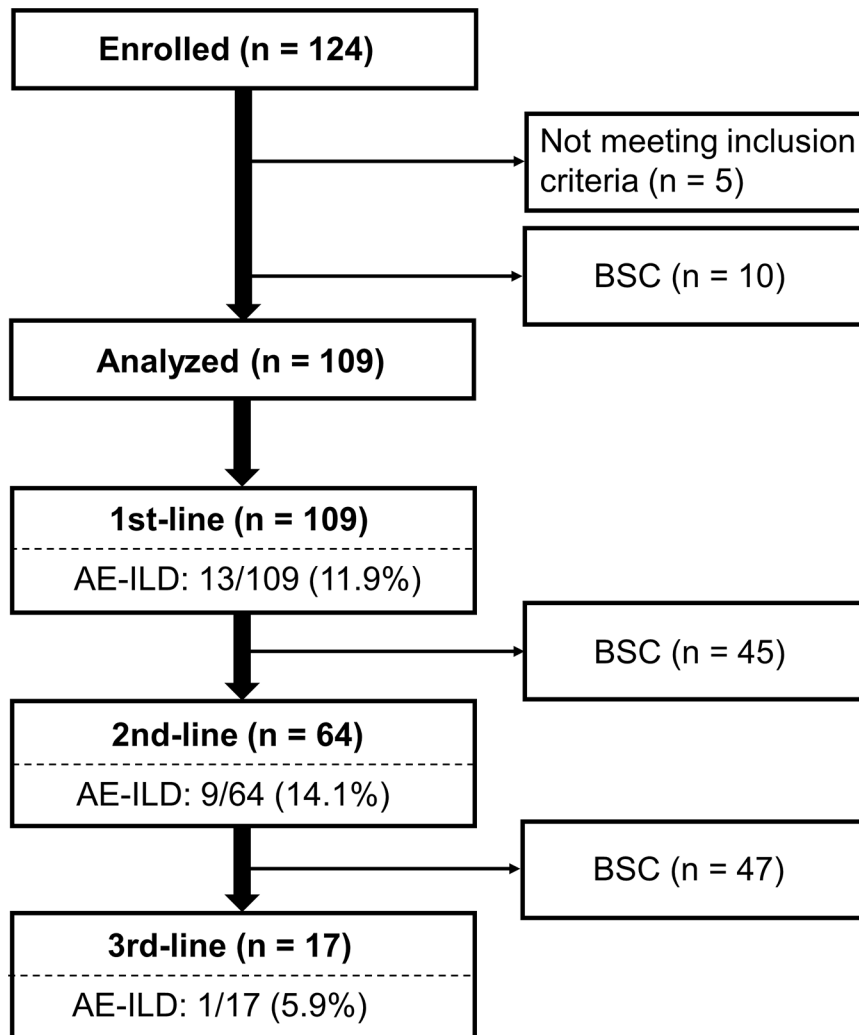 Enrolled (n = 124)
Not meeting inclusion
criteria (n = 5)
BSC (n = 10)
Analyzed (n = 109)
1st-line (n = 109)
AE-ILD: 13/109 (11.9%)
BSC (n = 45)
2nd-line (n = 64)
AE-ILD: 9/64 (14.1%)
BSC (n = 47)
3rd-line (n = 17)
AE-ILD: 1/17 (5.9%)